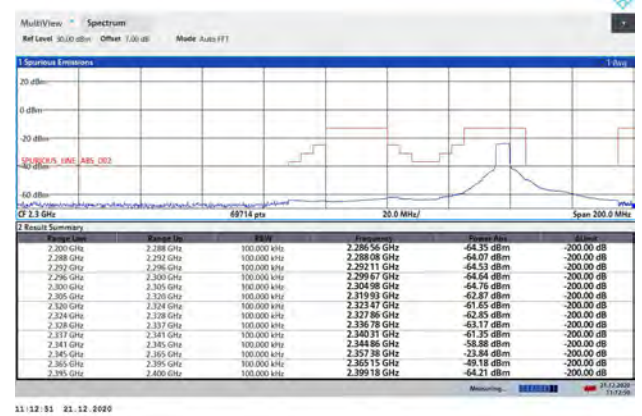 MultiView Spectrum
Ref Level 30.00 dBm Offset 7.00 dB Mode Auto FFT
1 Spurious Emissions 1 Avg
20 dBm
0 dBm
-20 dBm
SPURIOUS_LINE_ABS_002
-40 dBm
-60 dBm
CF 2.3 GHz 69714 pts 20.0 MHz/ Span 200.0 MHz
2 Result Summary
Range Low Range Up RBW Frequency Power Abs ΔLimit
2.200 GHz 2.288 GHz 100.000 kHz 2.28656 GHz -64.35 dBm -200.00 dB
2.288 GHz 2.292 GHz 100.000 kHz 2.28808 GHz -64.07 dBm -200.00 dB
2.292 GHz 2.296 GHz 100.000 kHz 2.29211 GHz -64.53 dBm -200.00 dB
2.296 GHz 2.300 GHz 100.000 kHz 2.29967 GHz -64.64 dBm -200.00 dB
2.300 GHz 2.305 GHz 100.000 kHz 2.30498 GHz -64.76 dBm -200.00 dB
2.305 GHz 2.320 GHz 100.000 kHz 2.31993 GHz -62.87 dBm -200.00 dB
2.320 GHz 2.324 GHz 100.000 kHz 2.32347 GHz -61.65 dBm -200.00 dB
2.324 GHz 2.328 GHz 100.000 kHz 2.32786 GHz -62.85 dBm -200.00 dB
2.328 GHz 2.337 GHz 100.000 kHz 2.33678 GHz -63.17 dBm -200.00 dB
2.337 GHz 2.341 GHz 100.000 kHz 2.34031 GHz -61.35 dBm -200.00 dB
2.341 GHz 2.345 GHz 100.000 kHz 2.34486 GHz -58.88 dBm -200.00 dB
2.345 GHz 2.365 GHz 100.000 kHz 2.35738 GHz -23.84 dBm -200.00 dB
2.365 GHz 2.395 GHz 100.000 kHz 2.36515 GHz -49.18 dBm -200.00 dB
2.395 GHz 2.400 GHz 100.000 kHz 2.39918 GHz -64.21 dBm -200.00 dB
Measuring... 21.12.2020
11:12:50
11:12:51 21.12.2020